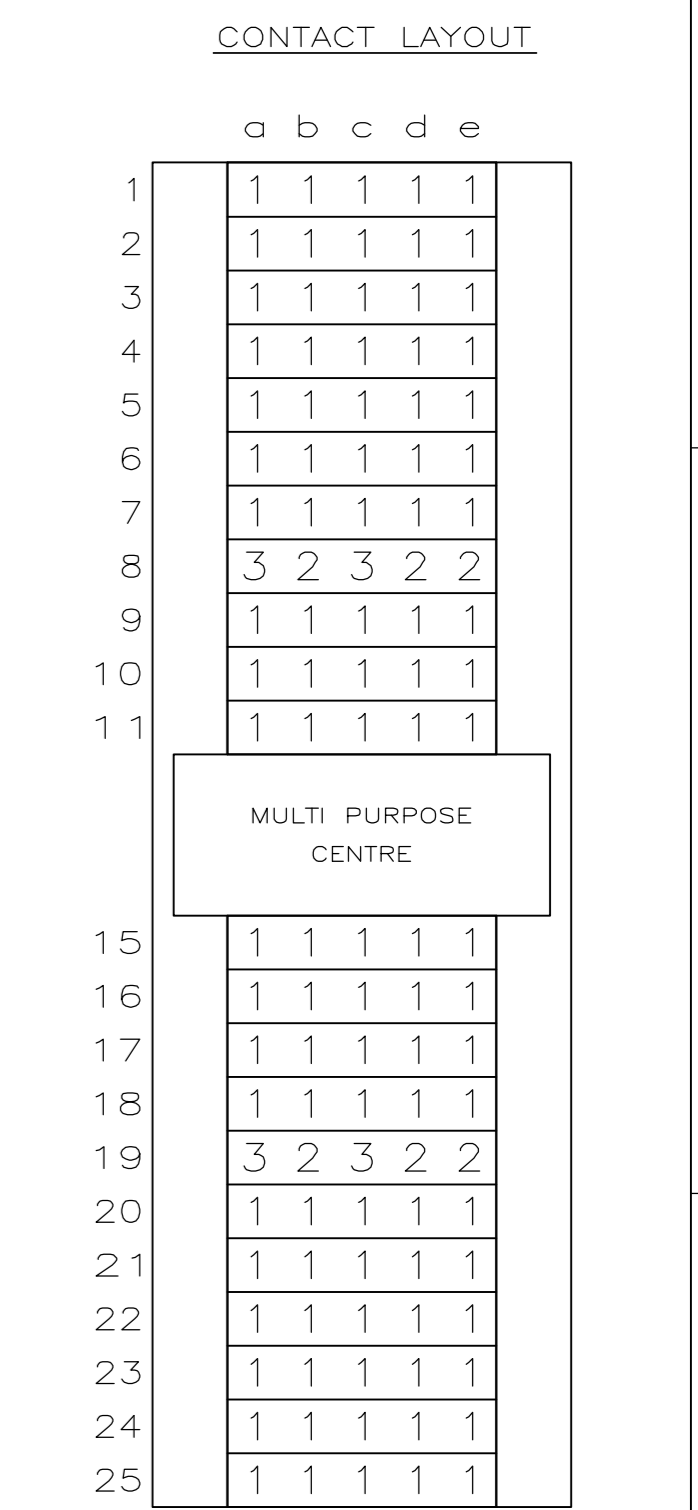 CONTACT LAYOUT
a b c d e
1 1 1 1 1 1
2 1 1 1 1 1
3 1 1 1 1 1
4 1 1 1 1 1
5 1 1 1 1 1
6 1 1 1 1 1
7 1 1 1 1 1
8 3 2 3 2 2
9 1 1 1 1 1
10 1 1 1 1 1
11 1 1 1 1 1
MULTI PURPOSE
CENTRE
15 1 1 1 1 1
16 1 1 1 1 1
17 1 1 1 1 1
18 1 1 1 1 1
19 3 2 3 2 2
20 1 1 1 1 1
21 1 1 1 1 1
22 1 1 1 1 1
23 1 1 1 1 1
24 1 1 1 1 1
25 1 1 1 1 1